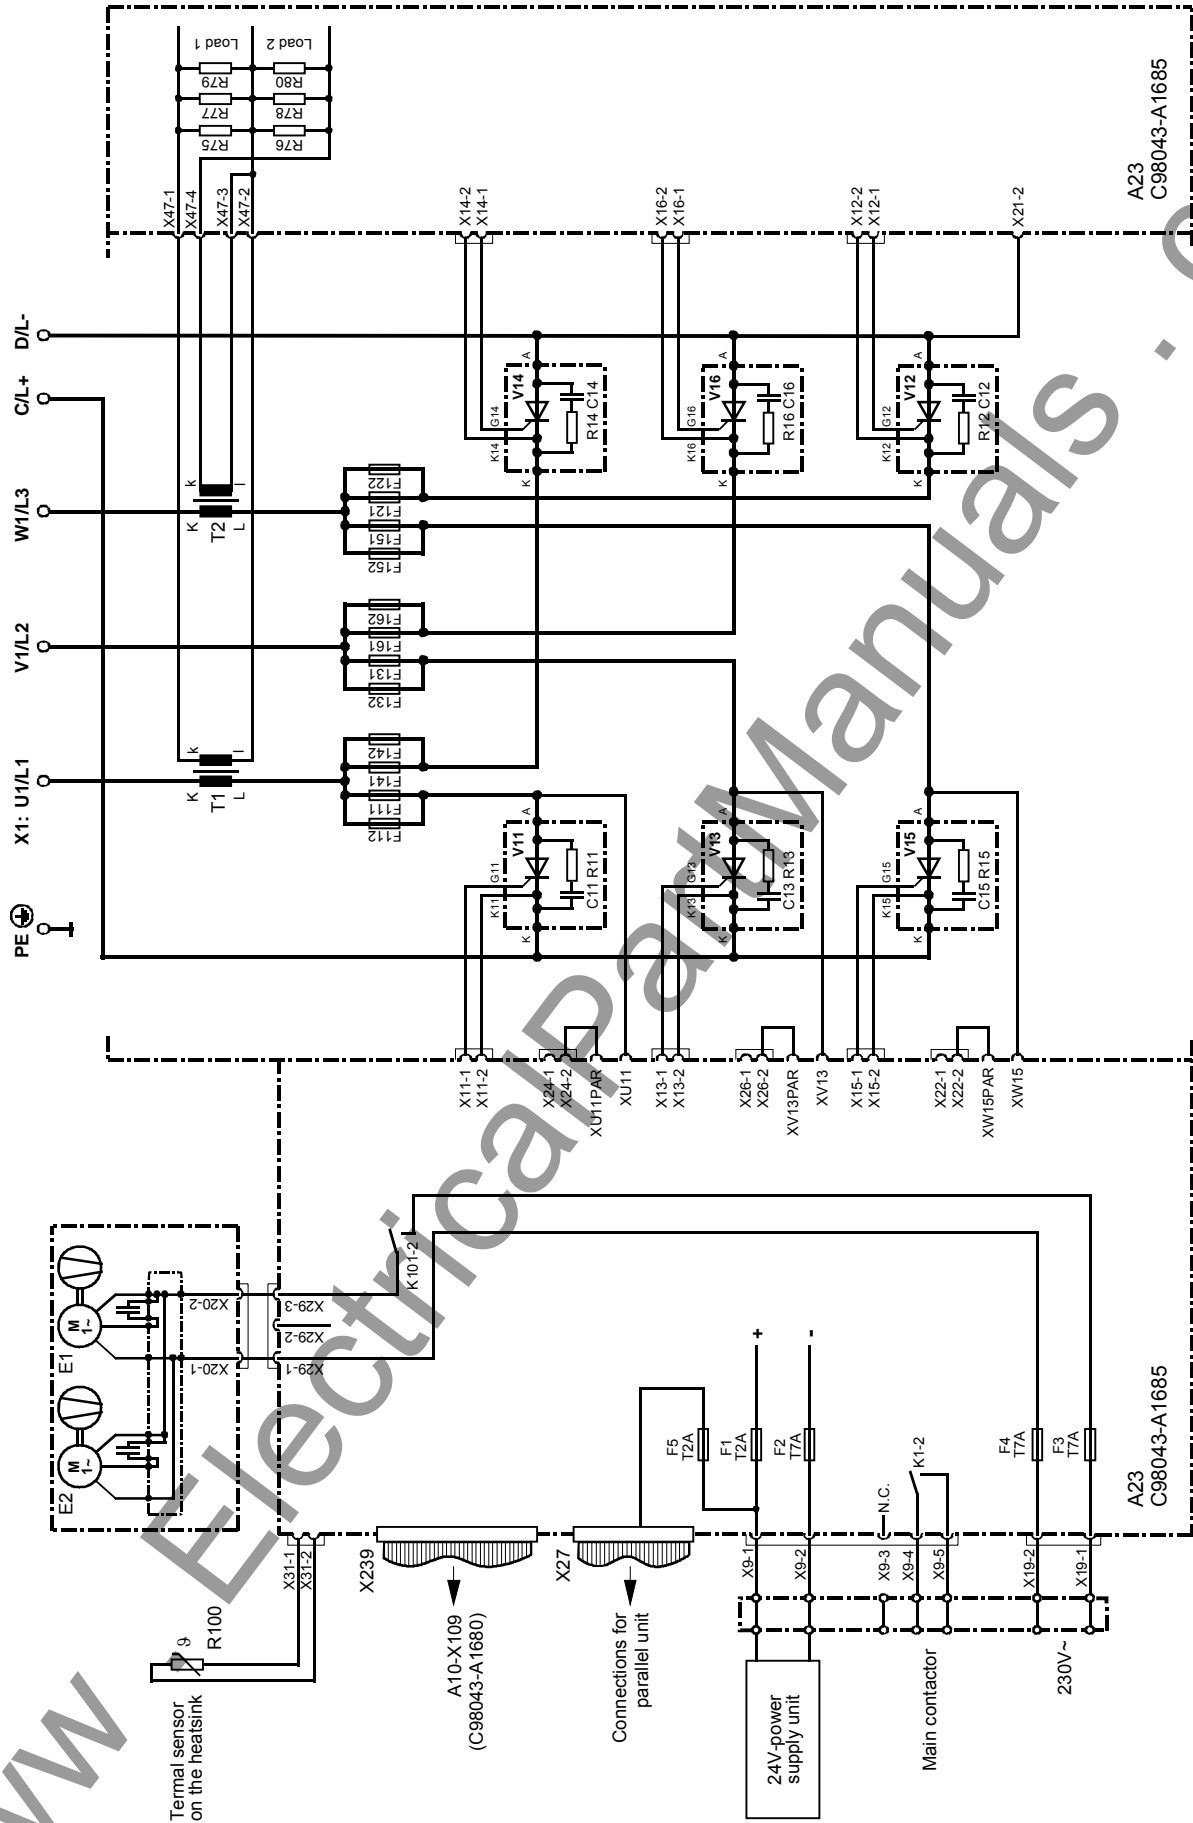 Load 1
Load 2
R79
R80
R77
R78
R75
R76
X47-1
X47-4
X47-3
X47-2
X14-2
X14-1
X16-2
X16-1
X12-2
X12-1
X21-2
A23
C98043-A1685
D/L-
C/L+
W1/L3
V1/L2
X1: U1/L1
PE
A
V14
G14
K14
K
R14 C14
A
V16
G16
K16
K
R16 C16
A
V12
G12
K12
K
R12 C12
K
k
T2
L
l
K
k
T1
L
l
F122
F121
F151
F152
F162
F161
F131
F132
F142
F141
F111
F112
A
V11
G11
K11
K
C11 R11
A
V13
G13
K13
K
C13 R13
A
V15
G15
K15
K
C15 R15
X11-1
X11-2
X24-1
X24-2
XU11PAR
XU11
X13-1
X13-2
X26-1
X26-2
XV13PAR
XV13
X15-1
X15-2
X22-1
X22-2
XW15PAR
XW15
M
1~
E1
M
1~
E2
X20-2
X20-1
X29-3
X29-2
X29-1
K101-2
+
-
F5
T2A
F1
T2A
F2
T7A
F4
T7A
F3
T7A
K1-2
N.C.
A23
C98043-A1685
X31-1
X31-2
X239
X27
X9-1
X9-2
X9-3
X9-4
X9-5
X19-2
X19-1
ϑ
R100
Termal sensor
on the heatsink
A10-X109
(C98043-A1680)
Connections for
parallel unit
24V-power
supply unit
Main contactor
230V~
www . ElectricalPartManuals . c